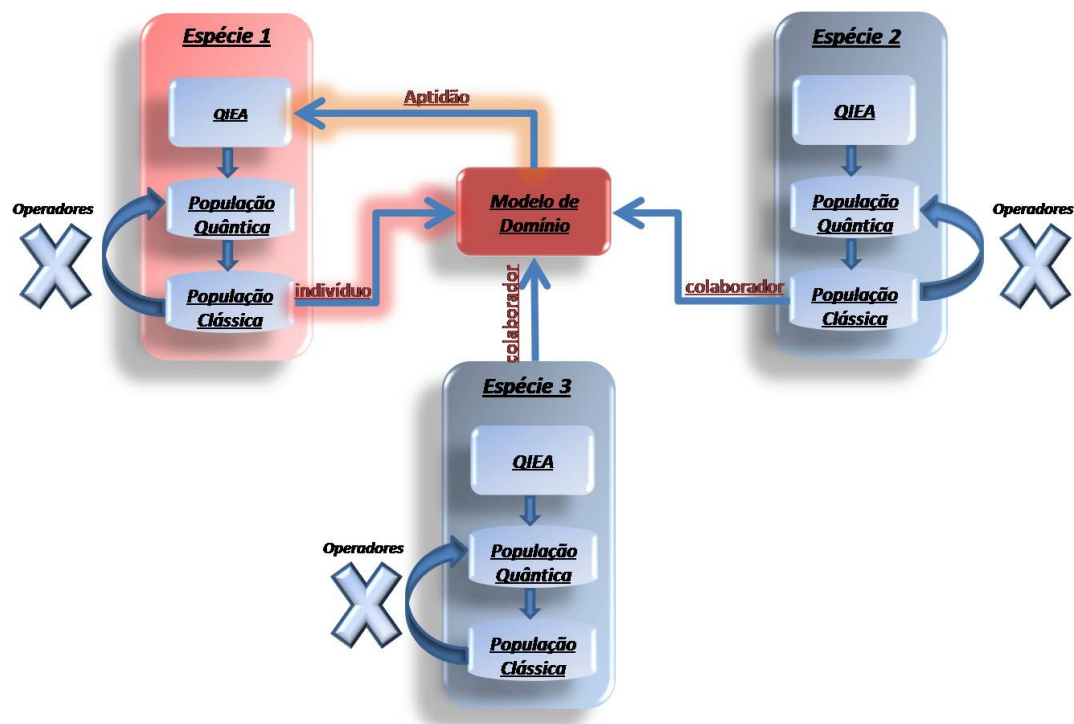 Espécie 1
QIEA
População
Quântica
População
Clássica
Operadores
Aptidão
indivíduo
Modelo de
Domínio
Espécie 2
QIEA
População
Quântica
População
Clássica
Operadores
colaborador
colaborador
Espécie 3
QIEA
População
Quântica
População
Clássica
Operadores